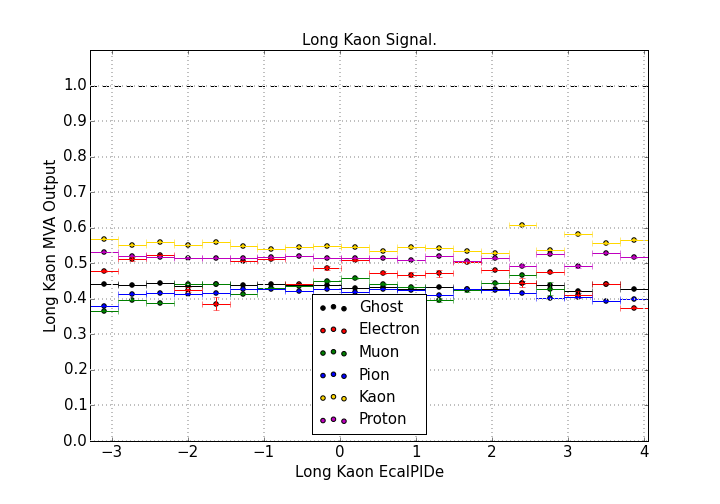 Long Kaon Signal.
Long Kaon MVA Output
1.0
0.9
0.8
0.7
0.6
0.5
0.4
0.3
0.2
0.1
0.0
Ghost
Electron
Muon
Pion
Kaon
Proton
−3 −2 −1 0 1 2 3 4
Long Kaon EcalPIDe